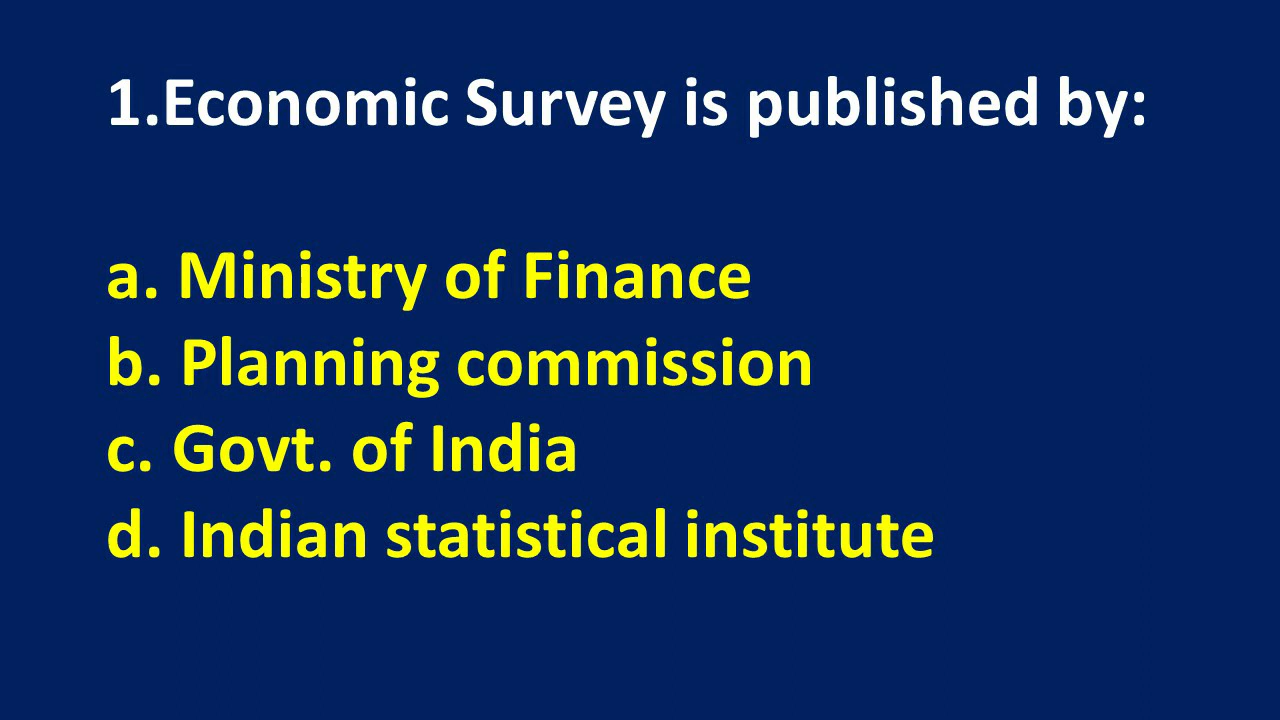 1.Economic Survey is published by:
a. Ministry of Finance
b. Planning commission
c. Govt. of India
d. Indian statistical institute